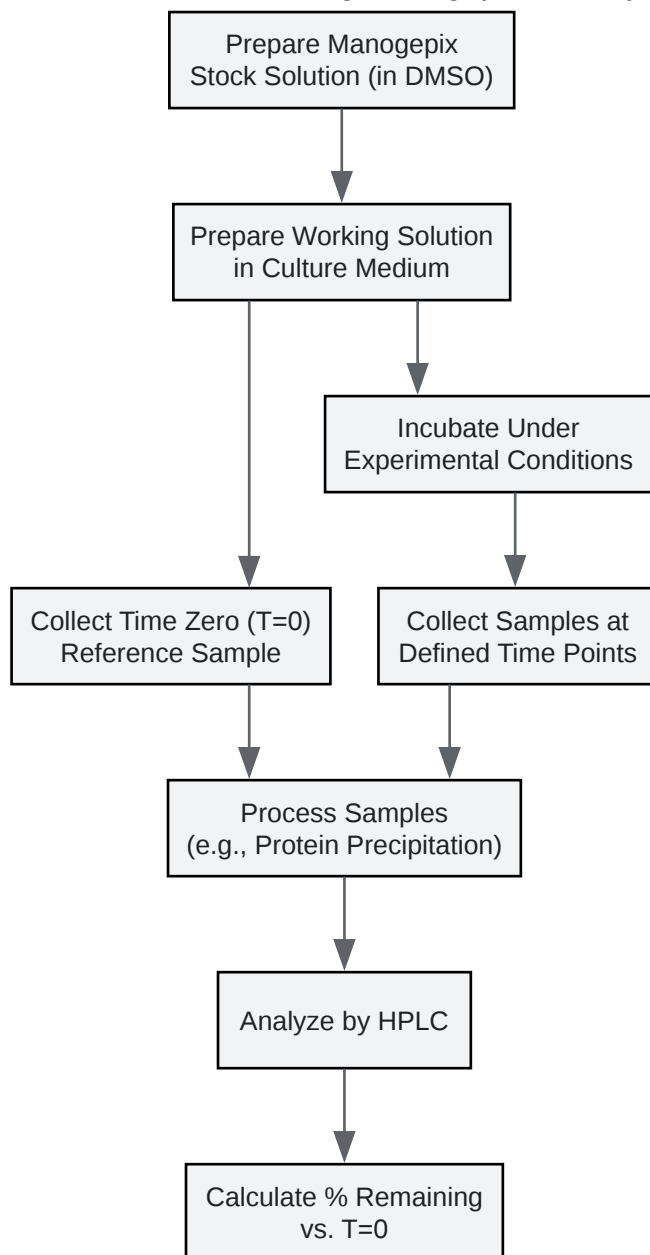 Prepare Manogepix
Stock Solution (in DMSO)
Prepare Working Solution
in Culture Medium
Incubate Under
Experimental Conditions
Collect Time Zero (T=0)
Reference Sample
Collect Samples at
Defined Time Points
Process Samples
(e.g., Protein Precipitation)
Analyze by HPLC
Calculate % Remaining
vs. T=0